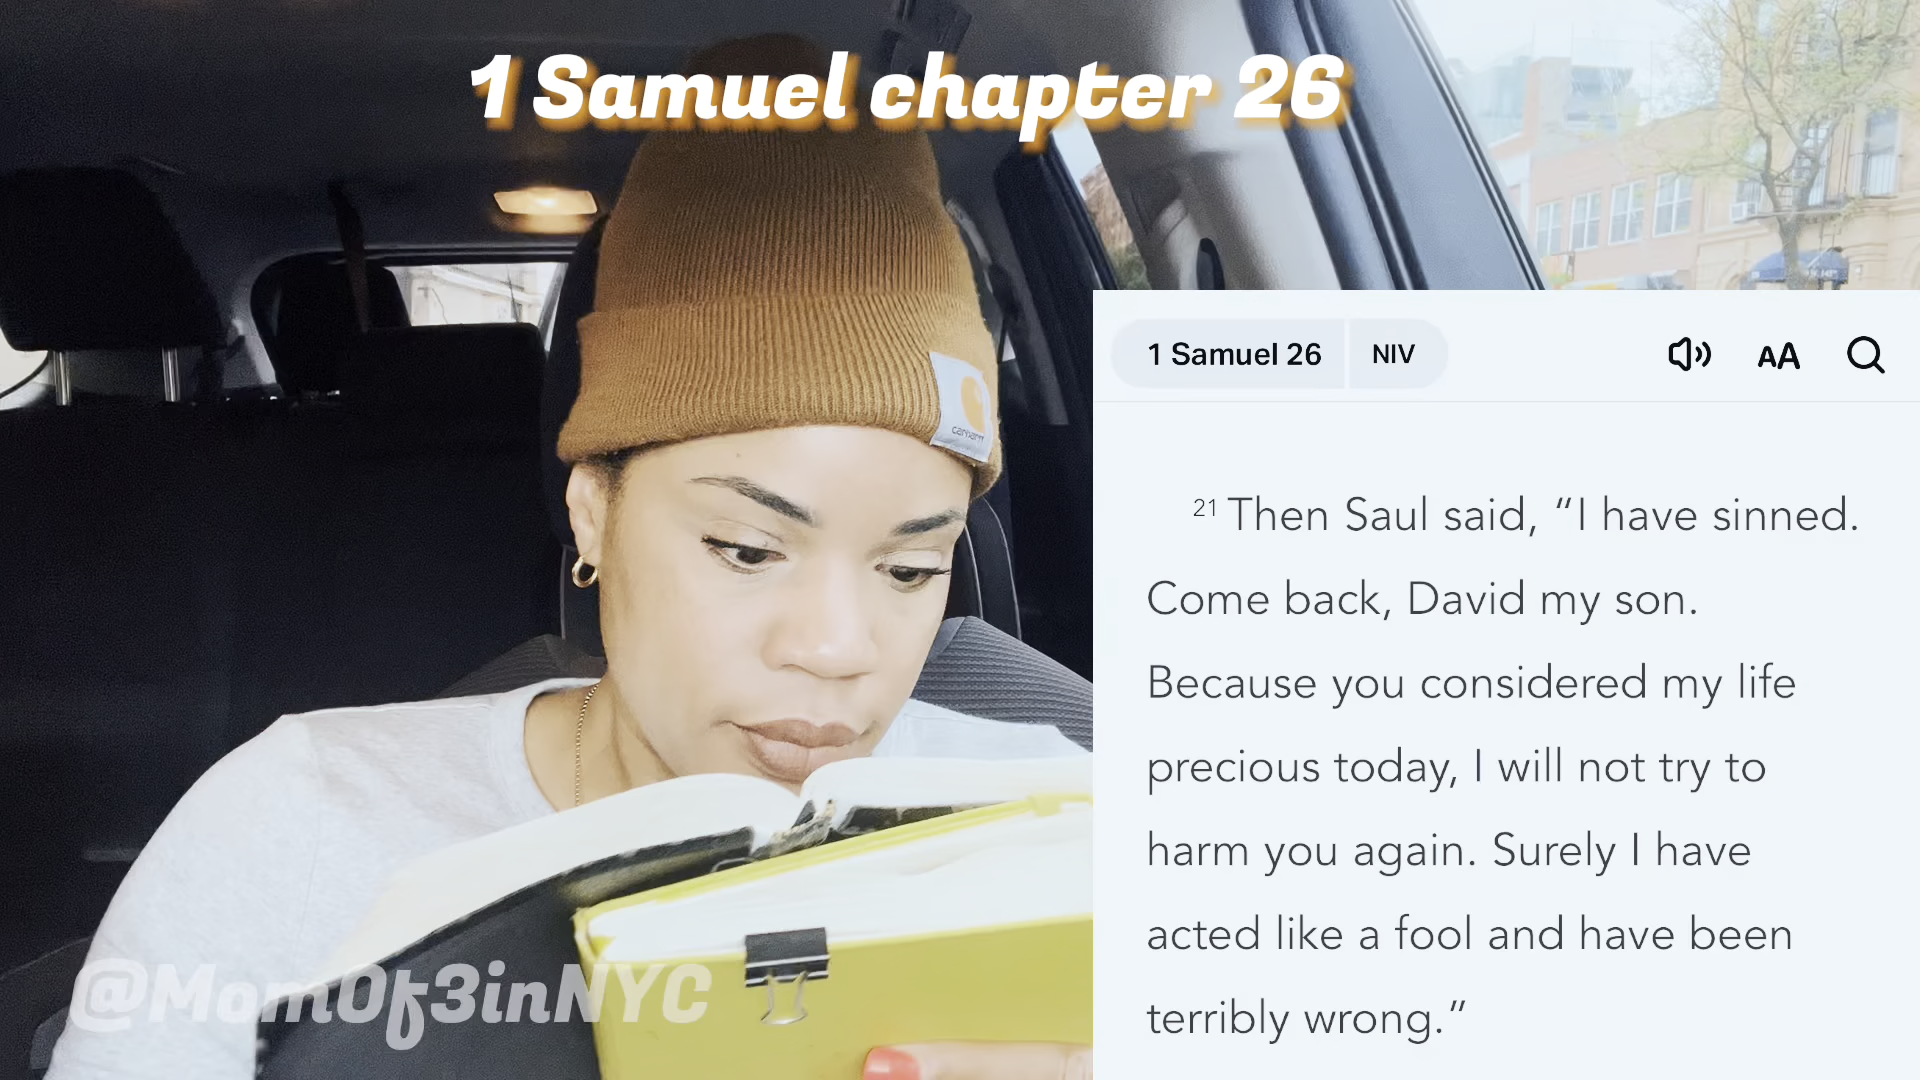 1 Samuel chapter 26
carhartt
1 Samuel 26 NIV
AA
21 Then Saul said, “I have sinned.
Come back, David my son.
Because you considered my life
precious today, I will not try to
harm you again. Surely I have
acted like a fool and have been
terribly wrong.”
@MomOf3inNYC